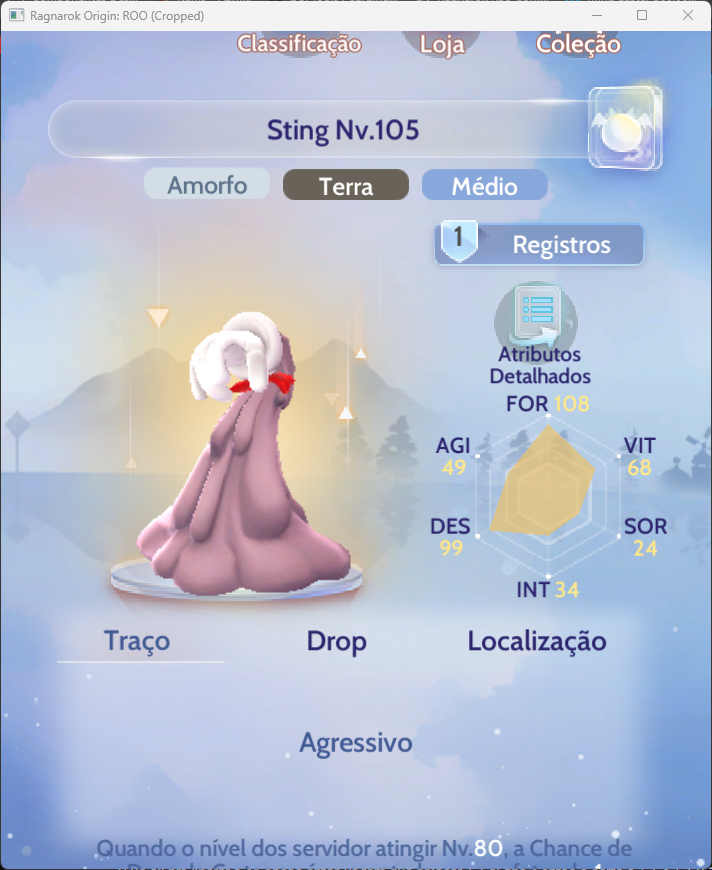 Ragnarok Origin: ROO (Cropped)
Classificação
Loja
Coleção
Sting Nv.105
Amorfo
Terra
Médio
1
Registros
Atributos
Detalhados
FOR 108
AGI
49
VIT
68
DES
99
SOR
24
INT 34
Traço
Drop
Localização
Agressivo
Quando o nível dos servidor atingir Nv.80, a Chance de